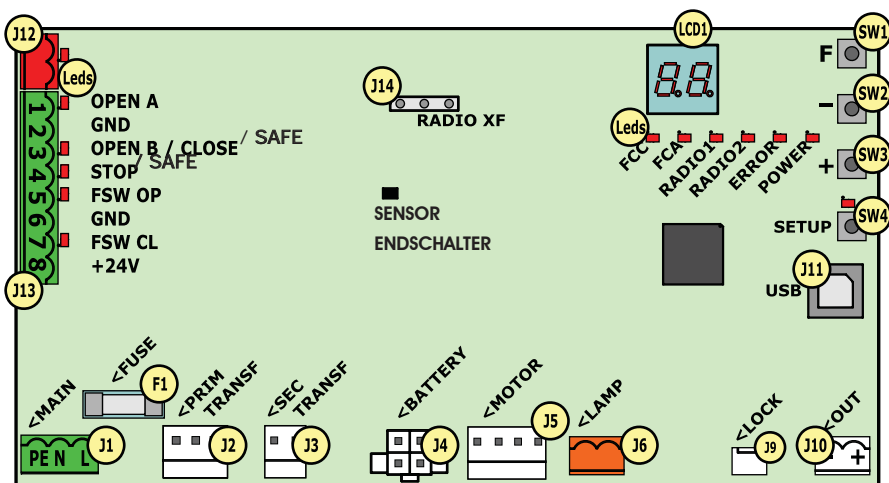 J12
Leds
1
OPEN A
2
GND
3
OPEN B / CLOSE / SAFE
4
STOP / SAFE
5
FSW OP
6
GND
7
FSW CL
8
+24V
J13
J14
RADIO XF
SENSOR
ENDSCHALTER
LCD1
8.8.
Leds
FCC
FCA
RADIO1
RADIO2
ERROR
POWER
F
SW1
−
SW2
+
SW3
SETUP
SW4
USB
J11
<MAIN
PE N L
J1
<FUSE
F1
<PRIM
TRANSF
J2
<SEC
TRANSF
J3
<BATTERY
J4
<MOTOR
J5
<LAMP
J6
<LOCK
J9
<OUT
J10
- +